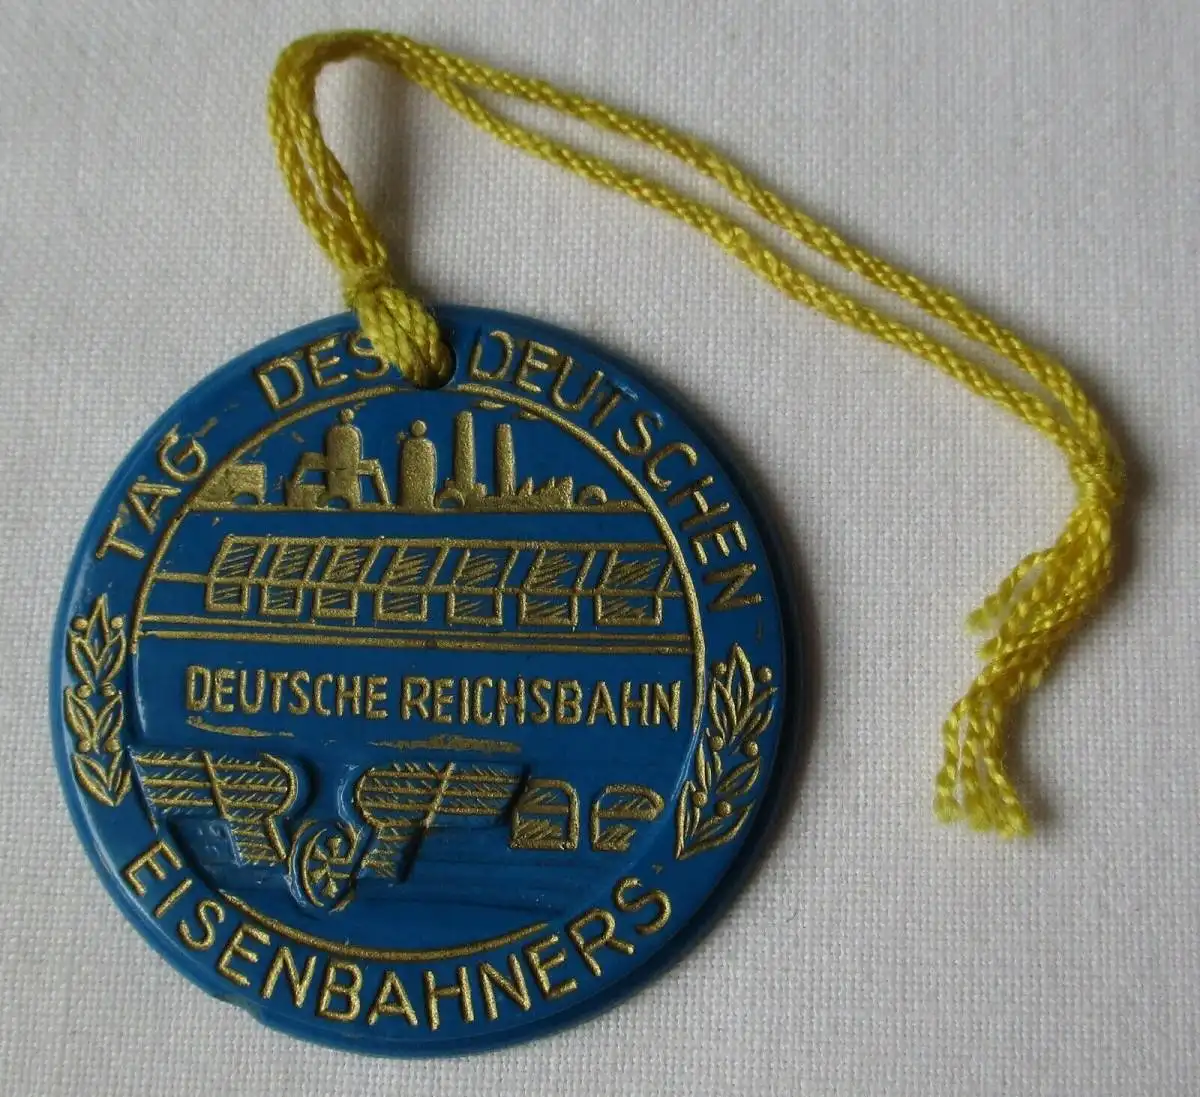 TAG DES DEUTSCHEN
DEUTSCHE REICHSBAHN
EISENBAHNERS